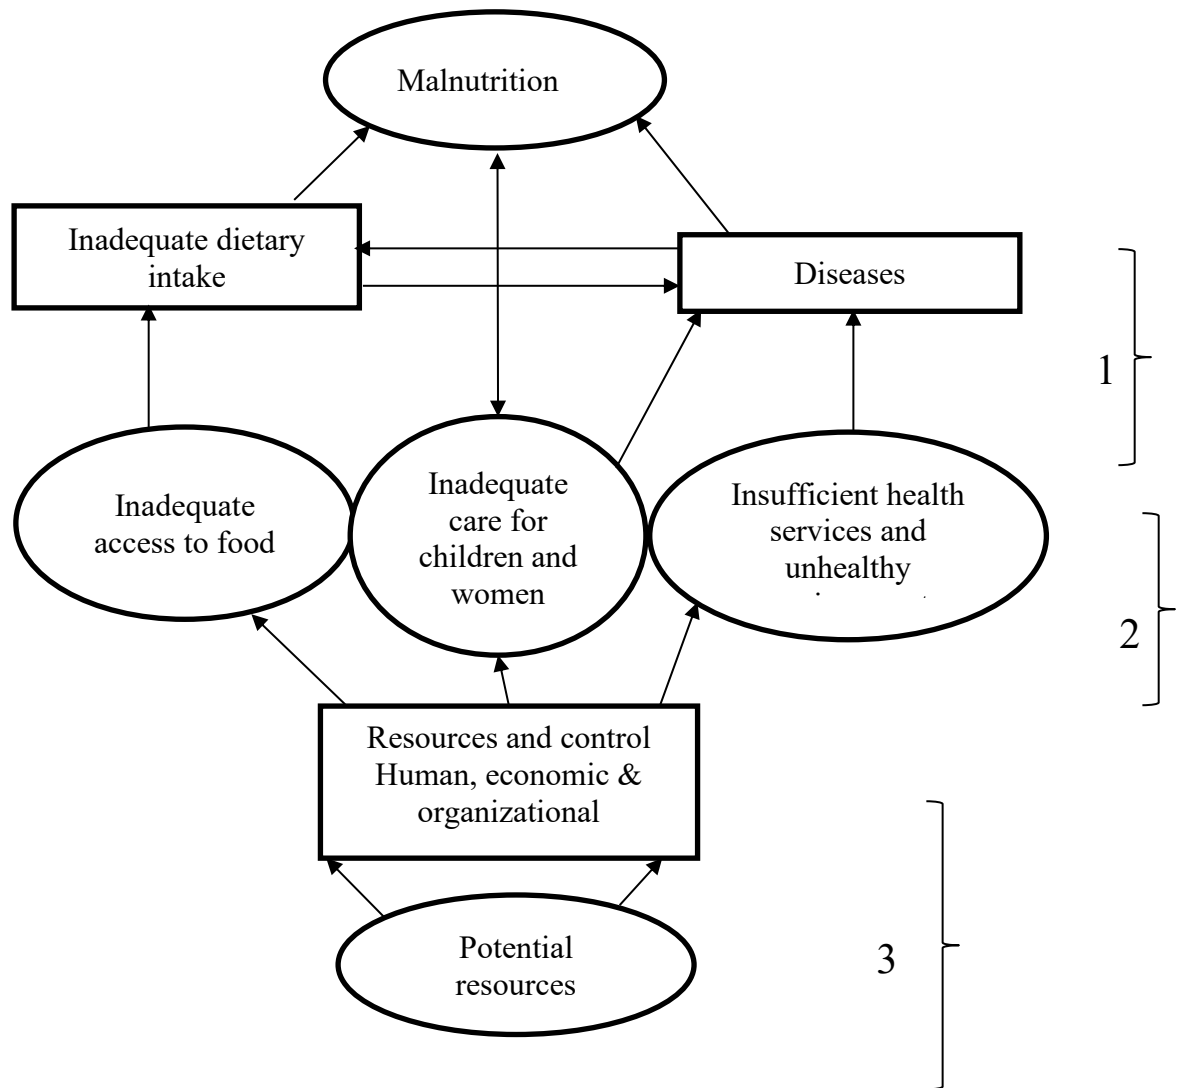 Malnutrition
Inadequate dietary
intake
Diseases
1
Inadequate
access to food
Inadequate
care for
children and
women
Insufficient health
services and
unhealthy
2
Resources and control
Human, economic &
organizational
Potential
resources
3